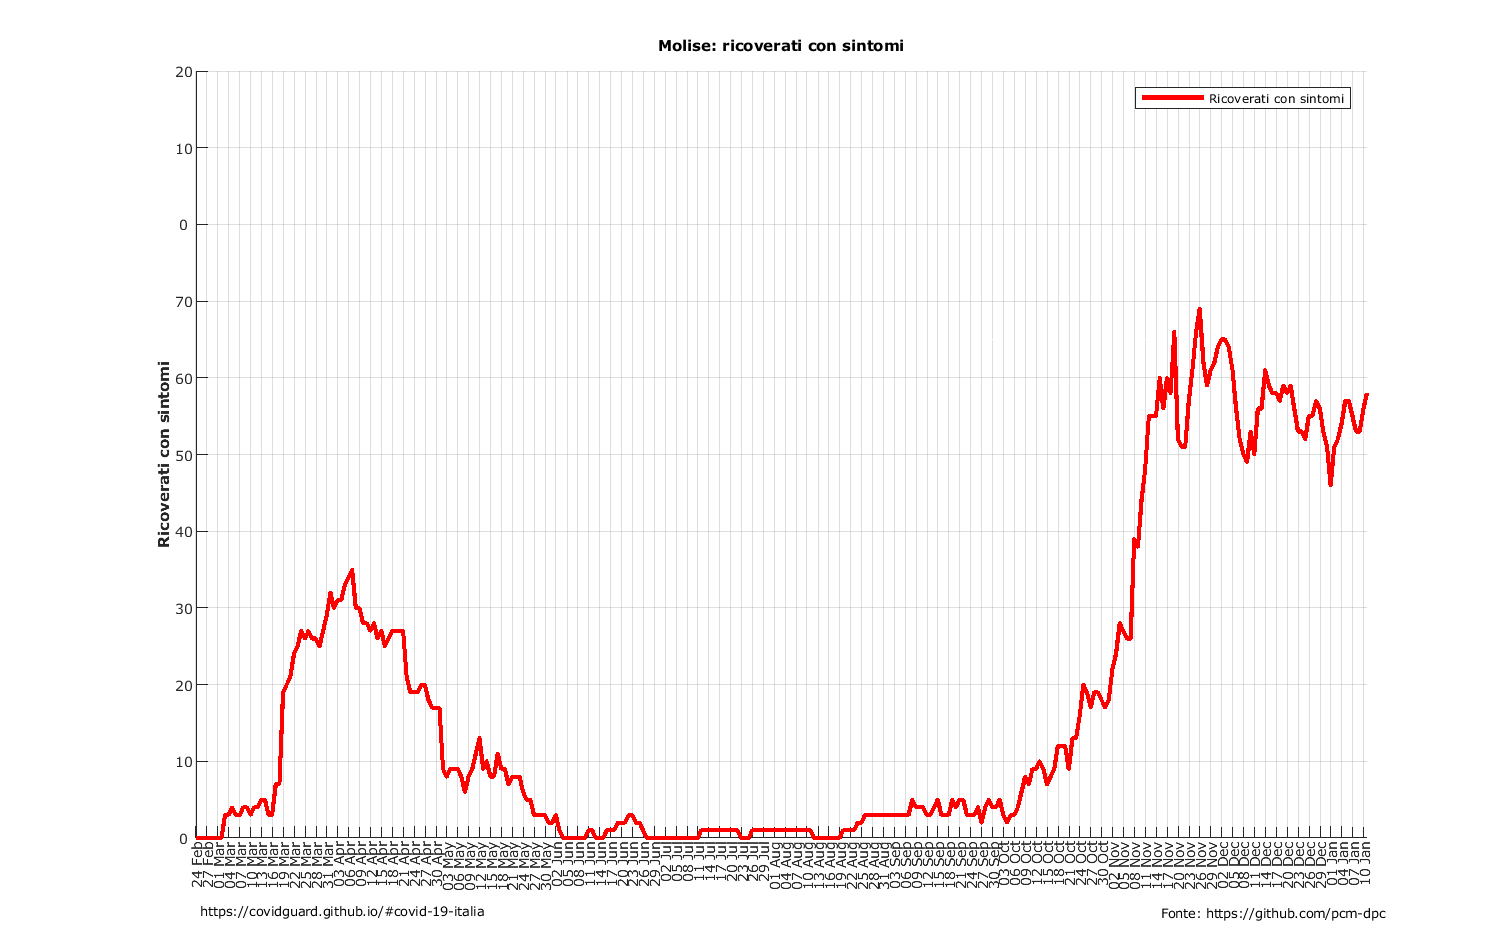 Molise: ricoverati con sintomi
Ricoverati con sintomi
Ricoverati con sintomi
20
10
0
70
60
50
40
30
20
10
0
24 Feb
27 Feb
01 Mar
04 Mar
07 Mar
10 Mar
13 Mar
16 Mar
19 Mar
22 Mar
25 Mar
28 Mar
31 Mar
03 Apr
06 Apr
09 Apr
12 Apr
15 Apr
18 Apr
21 Apr
24 Apr
27 Apr
30 Apr
03 May
06 May
09 May
12 May
15 May
18 May
21 May
24 May
27 May
30 May
02 Jun
05 Jun
08 Jun
11 Jun
14 Jun
17 Jun
20 Jun
23 Jun
26 Jun
29 Jun
02 Jul
05 Jul
08 Jul
11 Jul
14 Jul
17 Jul
20 Jul
23 Jul
26 Jul
29 Jul
01 Aug
04 Aug
07 Aug
10 Aug
13 Aug
16 Aug
19 Aug
22 Aug
25 Aug
28 Aug
31 Aug
03 Sep
06 Sep
09 Sep
12 Sep
15 Sep
18 Sep
21 Sep
24 Sep
27 Sep
30 Sep
03 Oct
06 Oct
09 Oct
12 Oct
15 Oct
18 Oct
21 Oct
24 Oct
27 Oct
30 Oct
02 Nov
05 Nov
08 Nov
11 Nov
14 Nov
17 Nov
20 Nov
23 Nov
26 Nov
29 Nov
02 Dec
05 Dec
08 Dec
11 Dec
14 Dec
17 Dec
20 Dec
23 Dec
26 Dec
29 Dec
01 Jan
04 Jan
07 Jan
10 Jan
https://covidguard.github.io/#covid-19-italia
Fonte: https://github.com/pcm-dpc